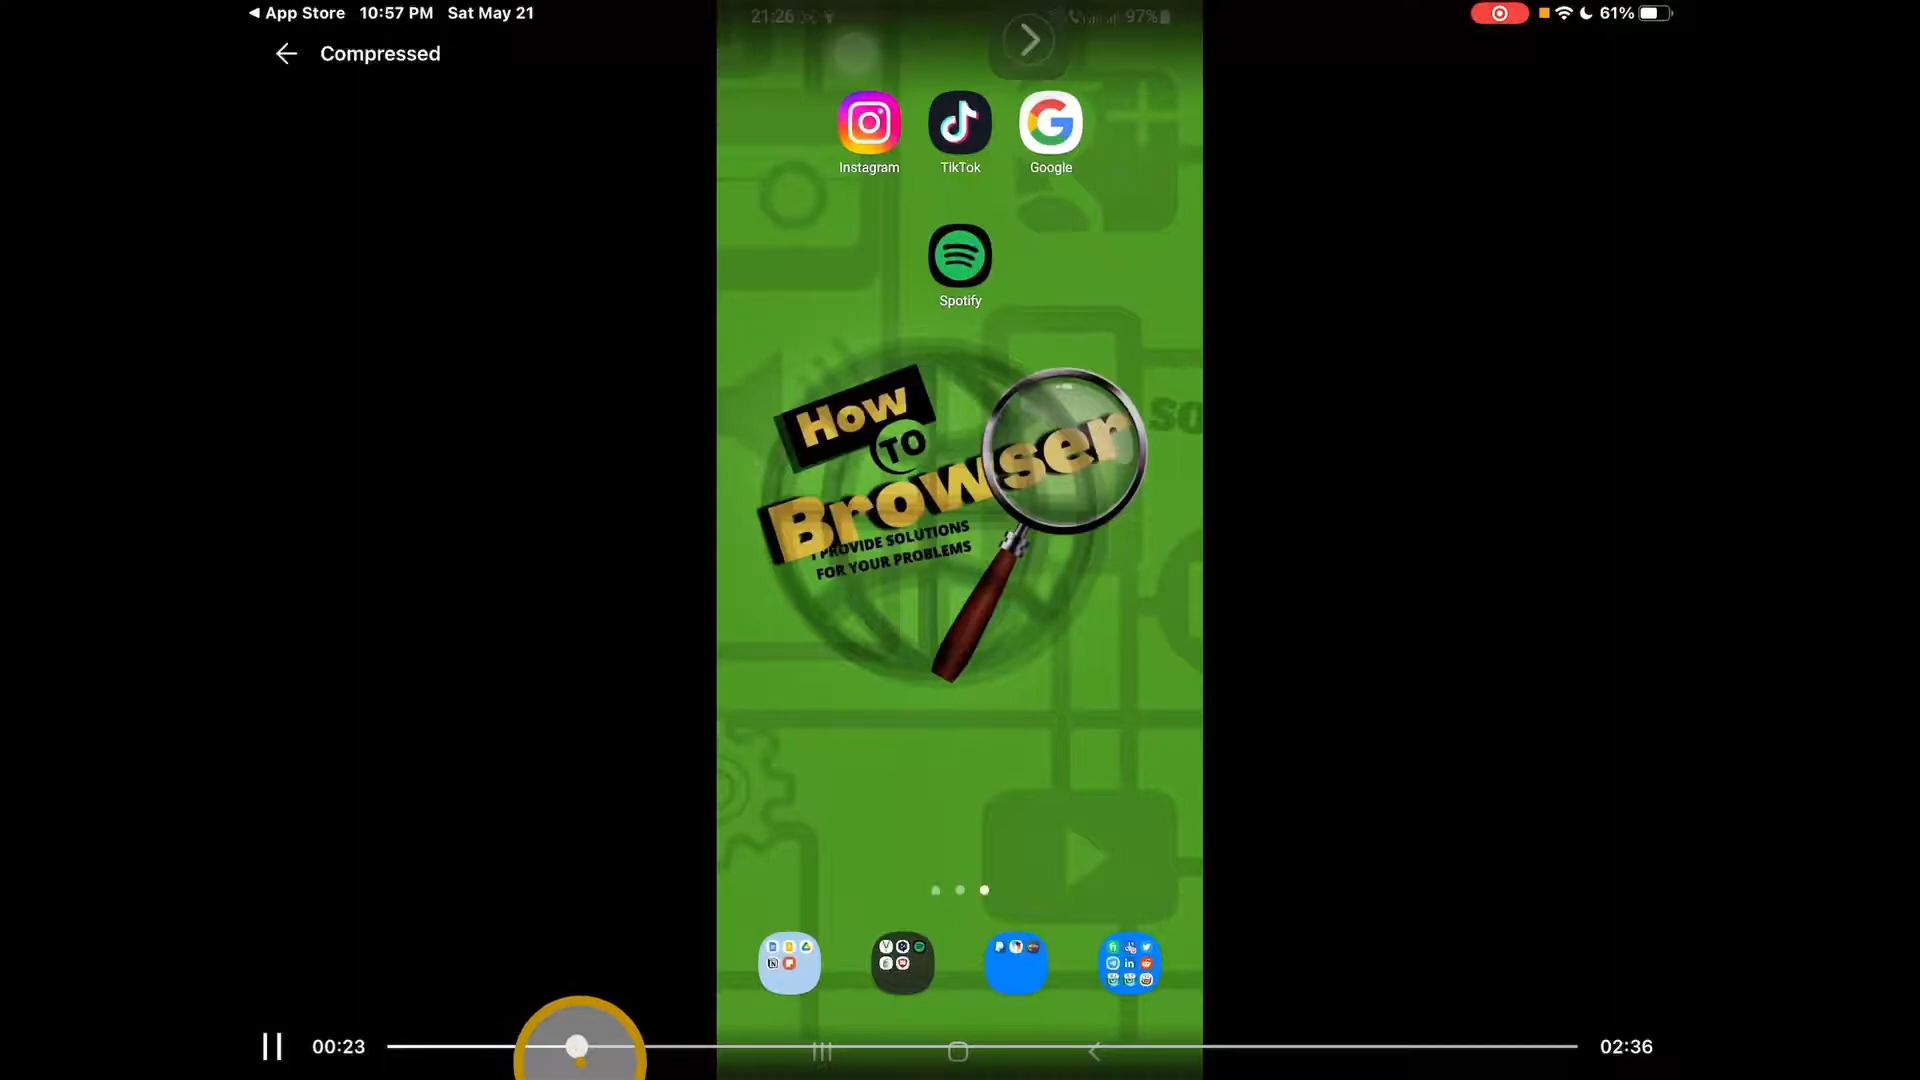 ◄ App Store 10:57 PM Sat May 21
61%
Compressed
21:26
97%
Instagram
TikTok
Google
Spotify
How
TO
Browser
I PROVIDE SOLUTIONS
FOR YOUR PROBLEMS
SO
00:23
02:36